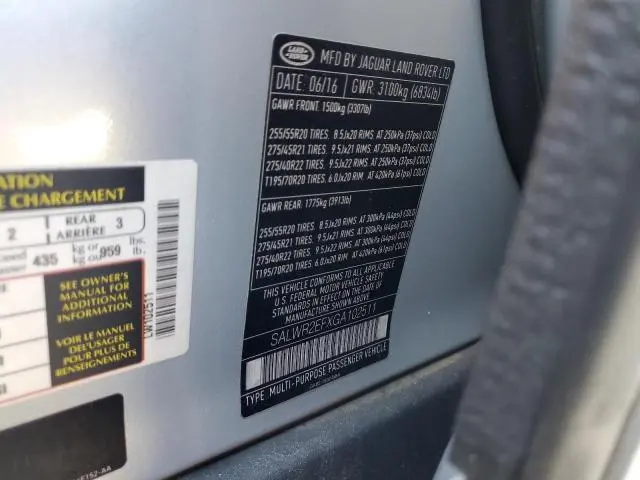 LAND ROVER
MFD BY JAGUAR LAND ROVER LTD
DATE: 06/16 GWR: 3100kg (6834lb)
GAWR FRONT: 1500kg (3307lb)
255/55R20 TIRES. 8.5Jx20 RIMS. AT 250kPa (37psi) COLD
275/45R21 TIRES. 9.5Jx21 RIMS. AT 250kPa (37psi) COLD
275/40R22 TIRES. 9.5Jx22 RIMS. AT 250kPa (37psi) COLD
T195/70R20 TIRES. 6.0Jx20 RIM AT 420kPa (61psi) COLD
GAWR REAR: 1775kg (3913lb)
255/55R20 TIRES. 8.5Jx20 RIMS. AT 300kPa (44psi) COLD
275/45R21 TIRES. 9.5Jx21 RIMS. AT 300kPa (44psi) COLD
275/40R22 TIRES. 9.5Jx22 RIMS. AT 300kPa (44psi) COLD
T195/70R20 TIRES. 6.0Jx20 RIM. AT 420kPa (61psi) COLD
THIS VEHICLE CONFORMS TO ALL APPLICABLE
U.S. FEDERAL MOTOR VEHICLE SAFETY
AND THEFT PREVENTION STANDARDS IN EFFECT ON THE
DATE OF MANUFACTURE SHOWN ABOVE.
SALWR2EFXGA102511
TYPE: MULTI-PURPOSE PASSENGER VEHICLE
ATION
E CHARGEMENT
2 REAR ARRIÈRE 3
435 kg or kg ou 959 lbs. lb.
SEE OWNER'S
MANUAL FOR
ADDITIONAL
INFORMATION
VOIR LE MANUEL
DU PROPRIETAIRE
POUR PLUS DE
RENSEIGNEMENTS
LW102511